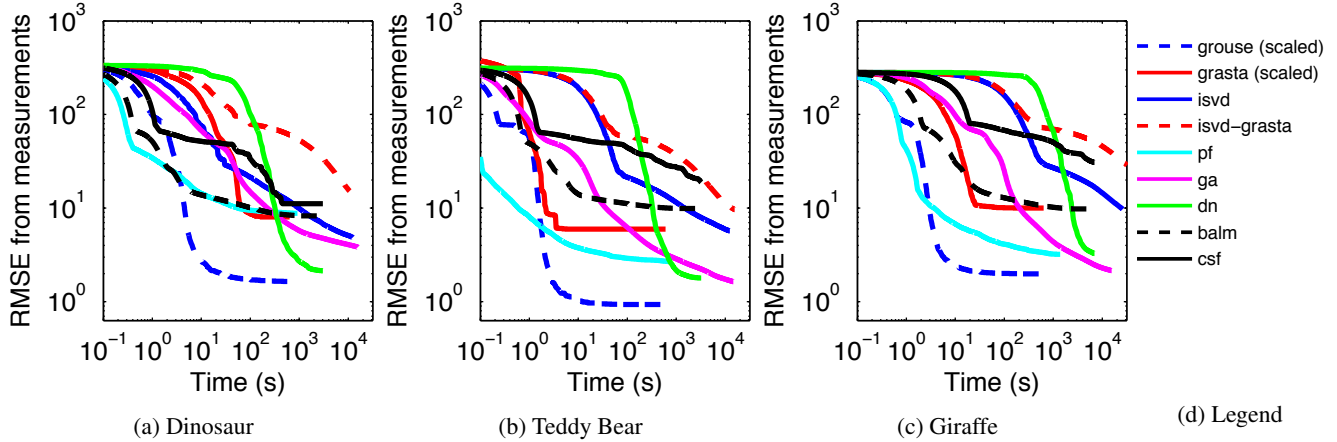 10³
10²
10¹
10⁰
RMSE from measurements
10⁻¹ 10⁰ 10¹ 10² 10³ 10⁴
Time (s)
(a) Dinosaur
10³
10²
10¹
10⁰
RMSE from measurements
10⁻¹ 10⁰ 10¹ 10² 10³ 10⁴
Time (s)
(b) Teddy Bear
10³
10²
10¹
10⁰
RMSE from measurements
10⁻¹ 10⁰ 10¹ 10² 10³ 10⁴
Time (s)
(c) Giraffe
grouse (scaled)
grasta (scaled)
isvd
isvd-grasta
pf
ga
dn
balm
csf
(d) Legend